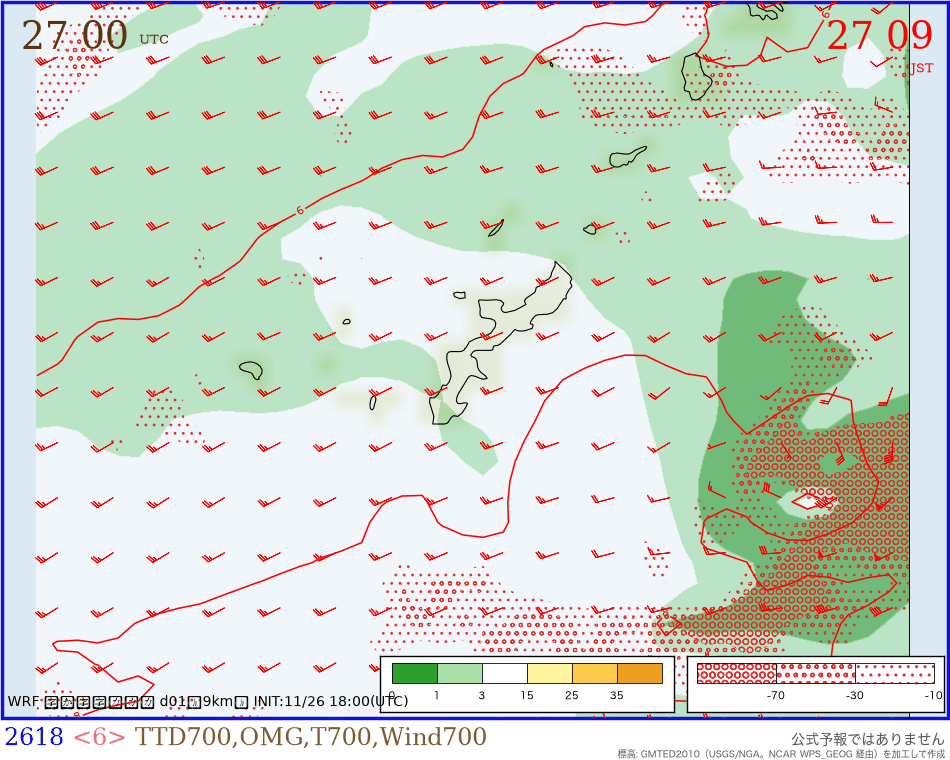 27 00 UTC
27 09
JST
6
6
6
8
WRF d01 9km INIT:11/26 18:00(UTC)
0 1 3 15 25 35
-70 -30 -10
2618 <6> TTD700,OMG,T700,Wind700
公式予報ではありません
標高: GMTED2010（USGS/NGA。NCAR WPS_GEOG 経由）を加工して作成